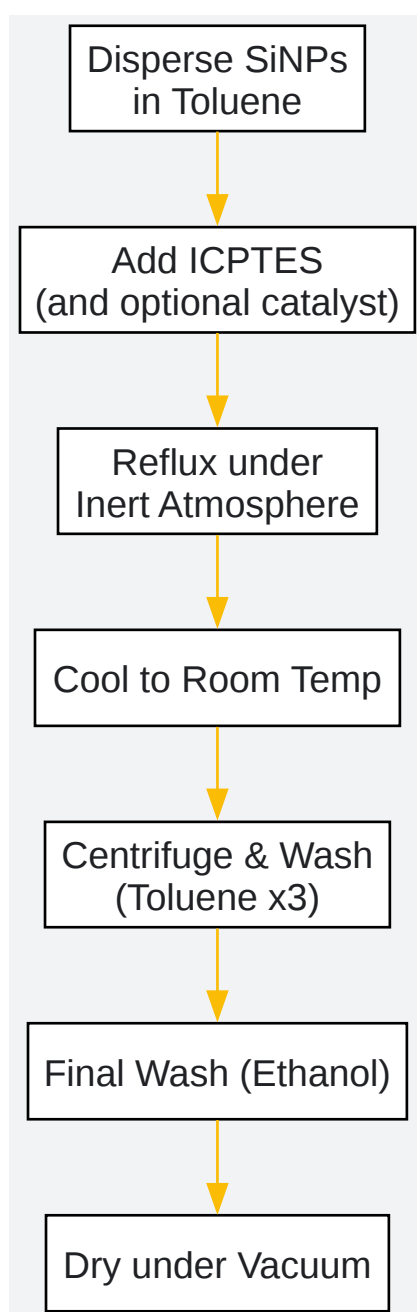 Disperse SiNPs
in Toluene
Add ICPTES
(and optional catalyst)
Reflux under
Inert Atmosphere
Cool to Room Temp
Centrifuge & Wash
(Toluene x3)
Final Wash (Ethanol)
Dry under Vacuum